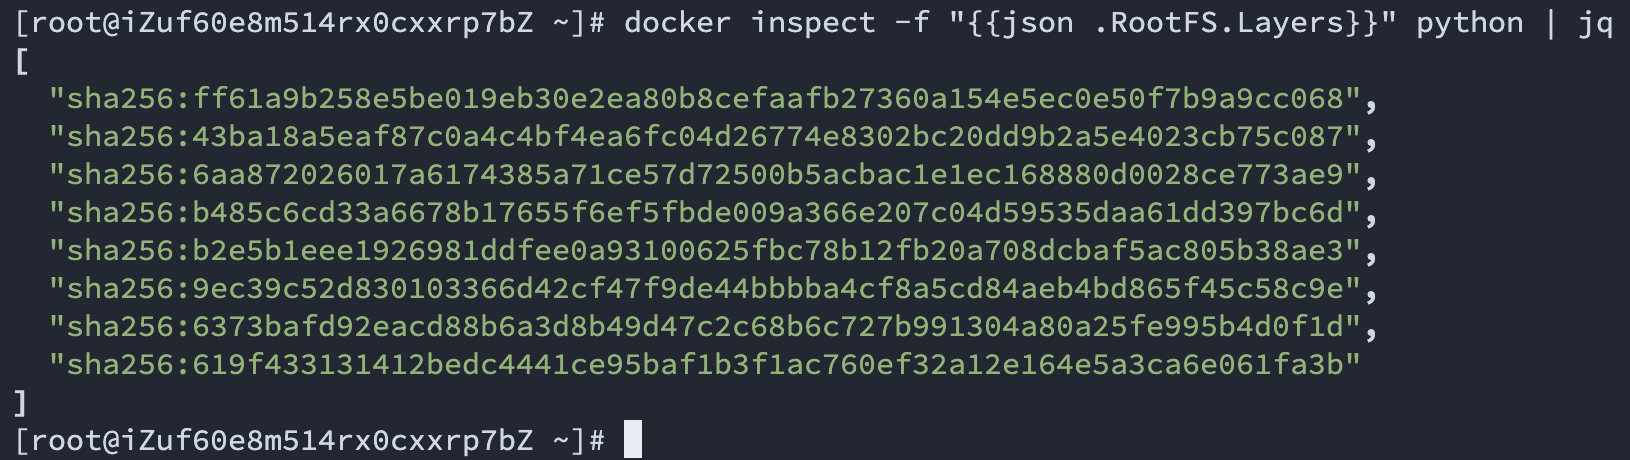 [root@iZuf60e8m514rx0cxxrp7bZ ~]# docker inspect -f "{{json .RootFS.Layers}}" python | jq
[
  "sha256:ff61a9b258e5be019eb30e2ea80b8cefaafb27360a154e5ec0e50f7b9a9cc068",
  "sha256:43ba18a5eaf87c0a4c4bf4ea6fc04d26774e8302bc20dd9b2a5e4023cb75c087",
  "sha256:6aa872026017a6174385a71ce57d72500b5acbac1e1ec168880d0028ce773ae9",
  "sha256:b485c6cd33a6678b17655f6ef5fbde009a366e207c04d59535daa61dd397bc6d",
  "sha256:b2e5b1eee1926981ddfee0a93100625fbc78b12fb20a708dcbaf5ac805b38ae3",
  "sha256:9ec39c52d830103366d42cf47f9de44bbbba4cf8a5cd84aeb4bd865f45c58c9e",
  "sha256:6373bafd92eacd88b6a3d8b49d47c2c68b6c727b991304a80a25fe995b4d0f1d",
  "sha256:619f433131412bedc4441ce95baf1b3f1ac760ef32a12e164e5a3ca6e061fa3b"
]
[root@iZuf60e8m514rx0cxxrp7bZ ~]#